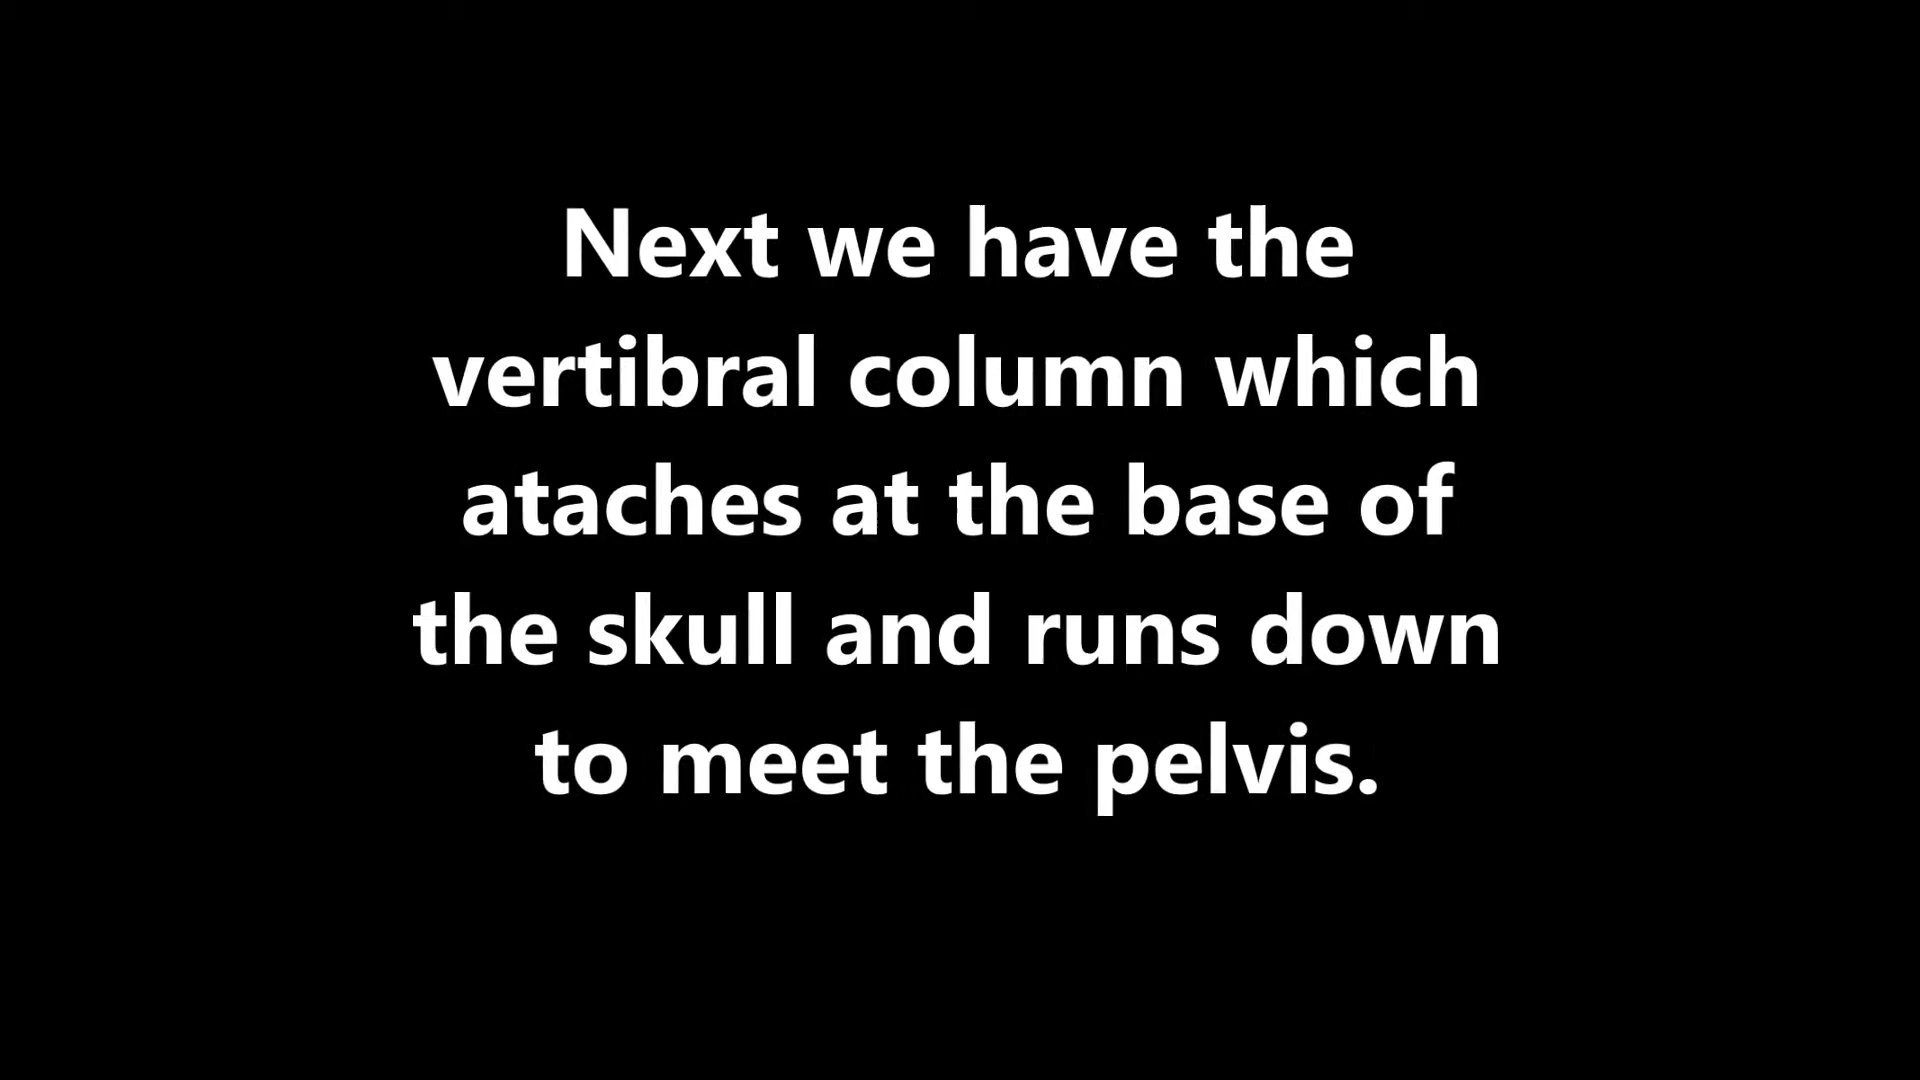 Next we have the
vertibral column which
ataches at the base of
the skull and runs down
to meet the pelvis.